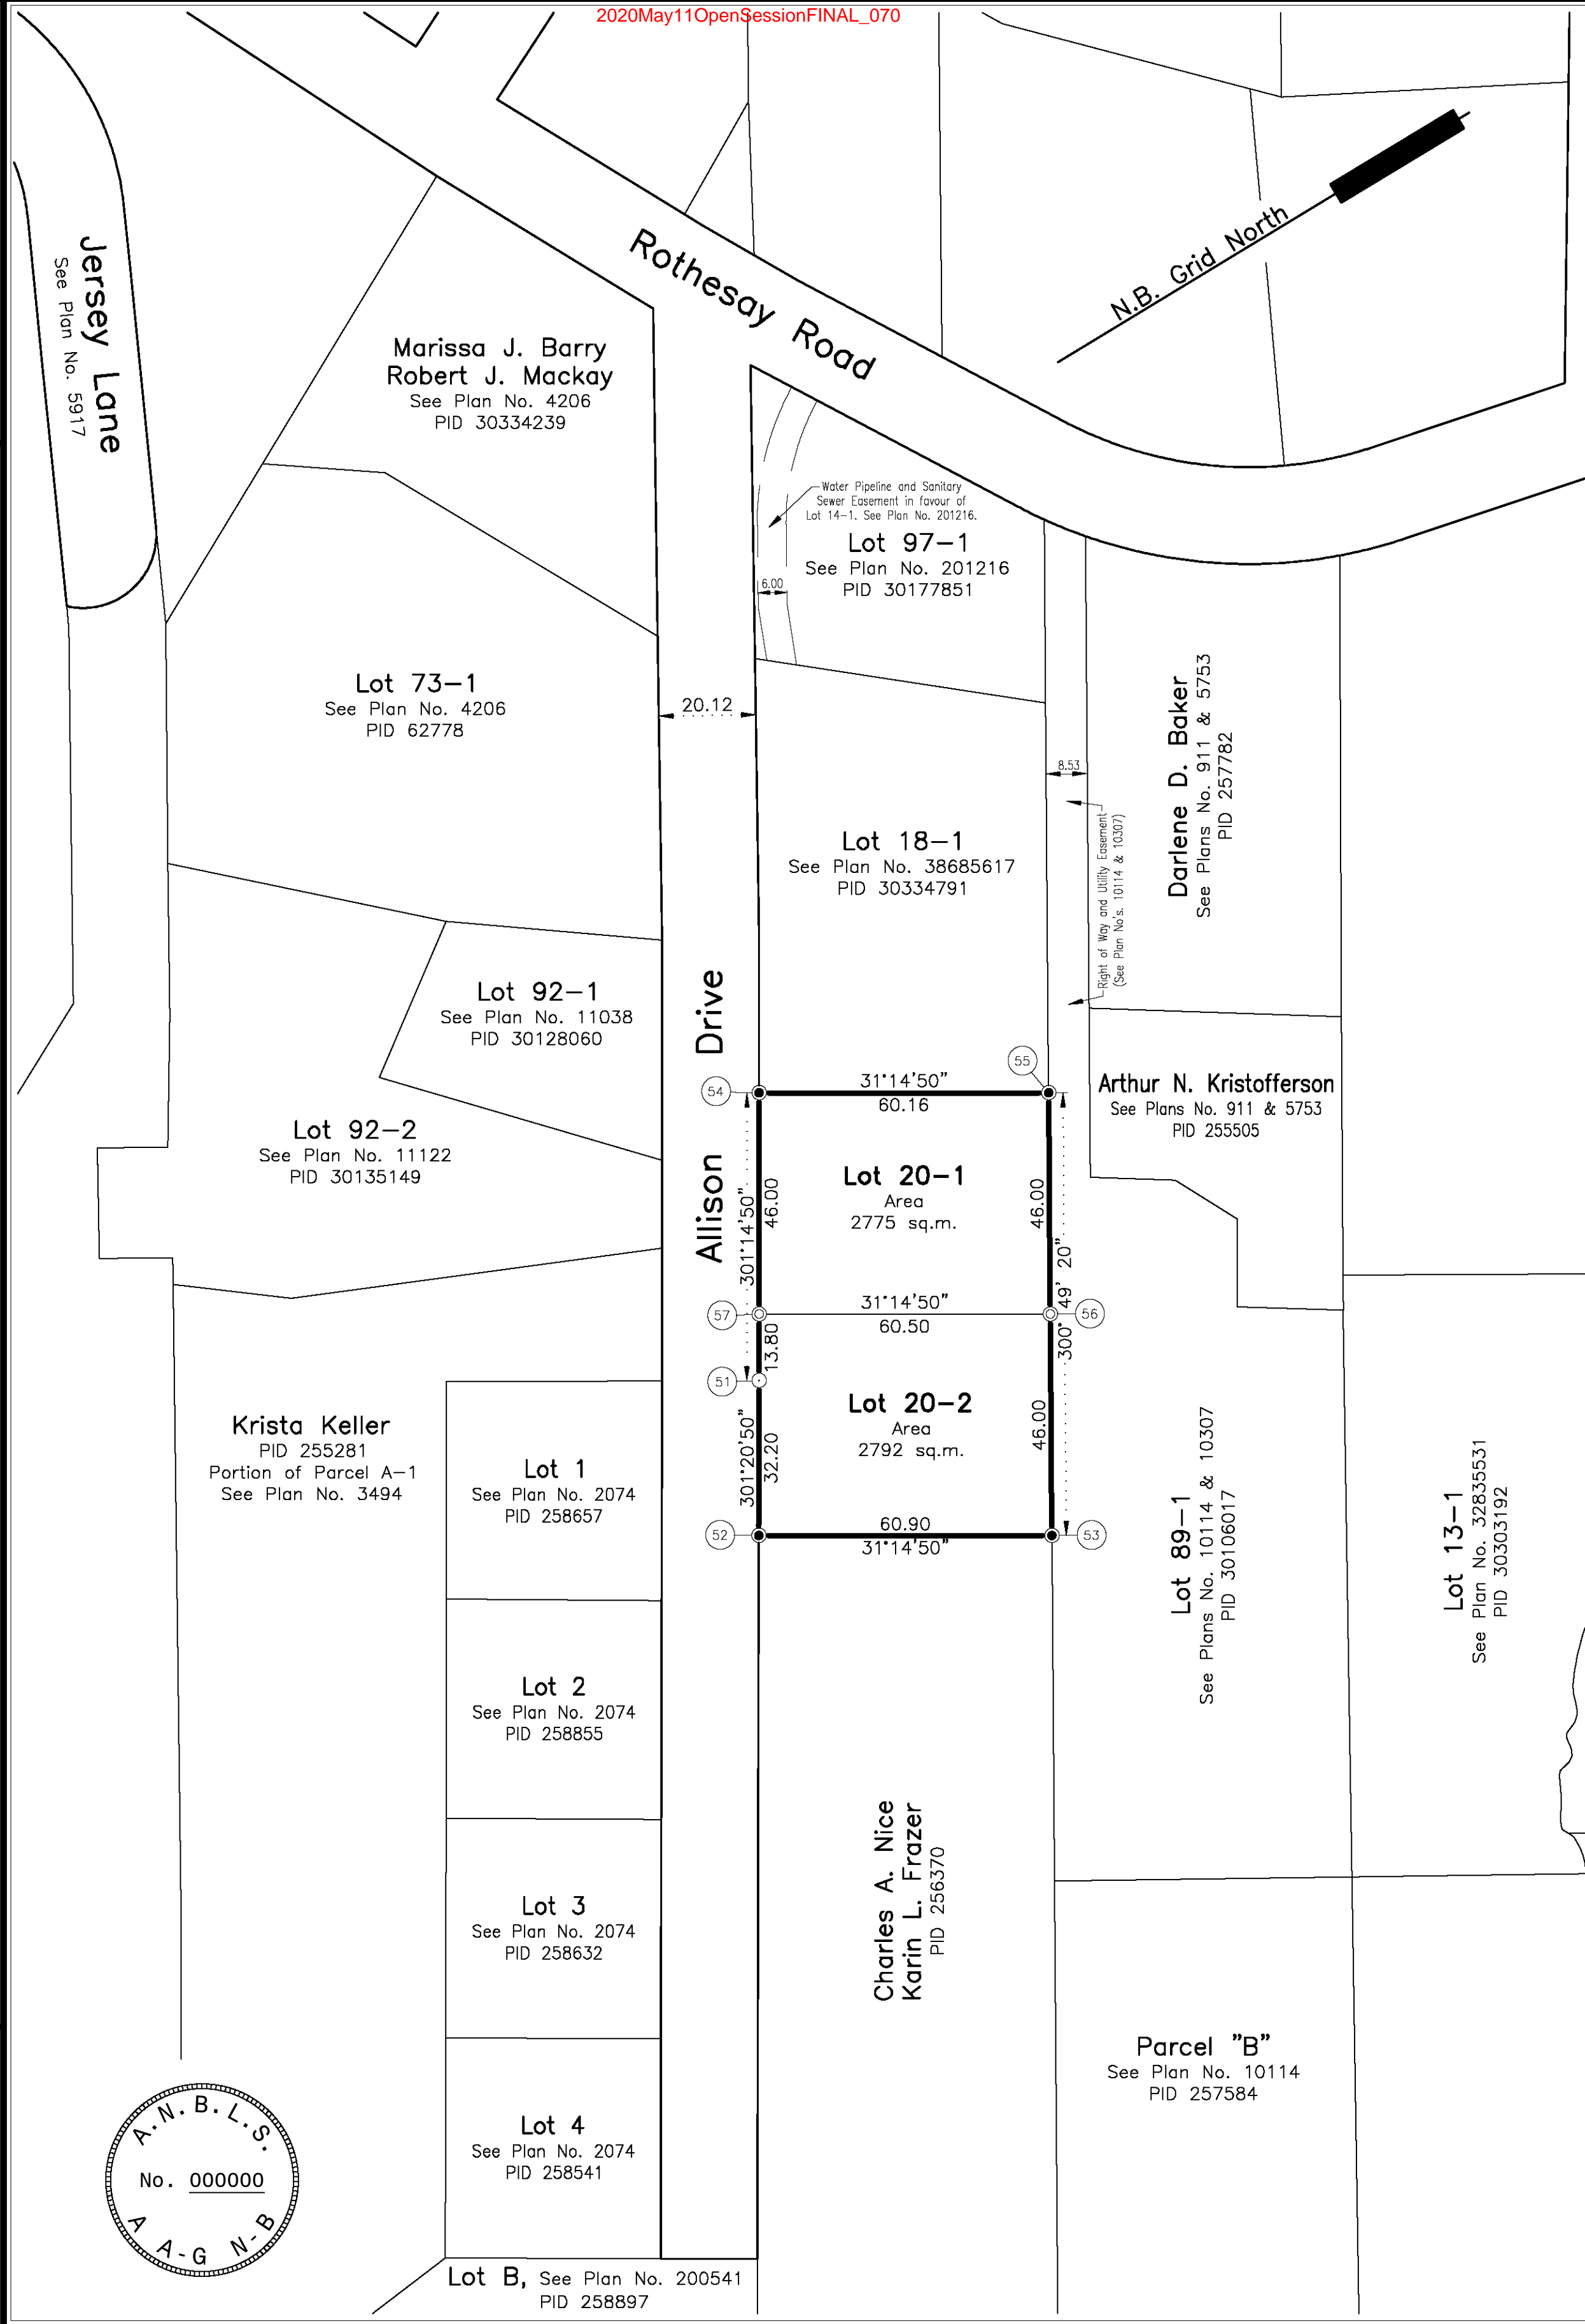 2020May11OpenSessionFINAL_070
Jersey Lane
See Plan No. 5917
Rothesay Road
N.B. Grid North
Marissa J. Barry
Robert J. Mackay
See Plan No. 4206
PID 30334239
Water Pipeline and Sanitary
Sewer Easement in favour of
Lot 14-1. See Plan No. 201216.
Lot 97-1
See Plan No. 201216
PID 30177851
6.00
Lot 73-1
See Plan No. 4206
PID 62778
20.12
8.53
Darlene D. Baker
See Plans No. 911 & 5753
PID 257782
Right of Way and Utility Easement
(See Plan No's. 10114 & 10307)
Lot 18-1
See Plan No. 38685617
PID 30334791
Lot 92-1
See Plan No. 11038
PID 30128060
Allison Drive
Lot 92-2
See Plan No. 11122
PID 30135149
Arthur N. Kristofferson
See Plans No. 911 & 5753
PID 255505
54
55
31°14'50"
60.16
Lot 20-1
Area
2775 sq.m.
301°14'50"
46.00
46.00
300° 49' 20"
57
31°14'50"
60.50
56
13.80
51
Lot 20-2
Area
2792 sq.m.
301°20'50"
32.20
46.00
52
60.90
31°14'50"
53
Krista Keller
PID 255281
Portion of Parcel A-1
See Plan No. 3494
Lot 1
See Plan No. 2074
PID 258657
Lot 89-1
See Plans No. 10114 & 10307
PID 30106017
Lot 13-1
See Plan No. 32835531
PID 30303192
Lot 2
See Plan No. 2074
PID 258855
Lot 3
See Plan No. 2074
PID 258632
Charles A. Nice
Karin L. Frazer
PID 256370
Parcel "B"
See Plan No. 10114
PID 257584
Lot 4
See Plan No. 2074
PID 258541
A.N.B.L.S.
No. 000000
A A-G N-B
Lot B, See Plan No. 200541
PID 258897